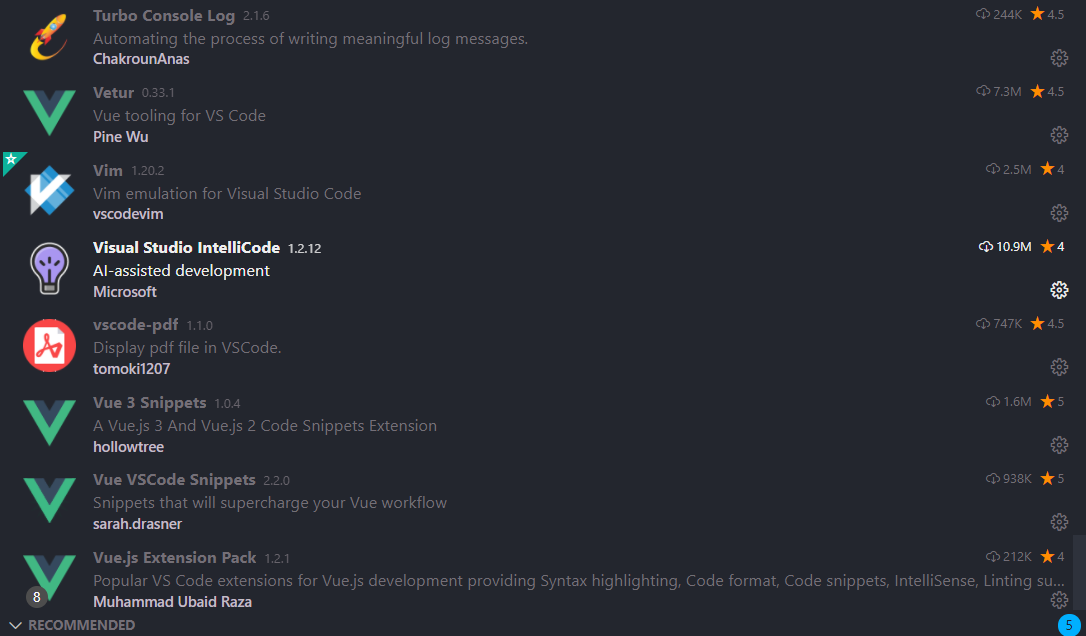 Turbo Console Log 2.1.6 244K 4.5
Automating the process of writing meaningful log messages.
ChakrounAnas
Vetur 0.33.1 7.3M 4.5
Vue tooling for VS Code
Pine Wu
Vim 1.20.2 2.5M 4
Vim emulation for Visual Studio Code
vscodevim
Visual Studio IntelliCode 1.2.12 10.9M 4
AI-assisted development
Microsoft
vscode-pdf 1.1.0 747K 4.5
Display pdf file in VSCode.
tomoki1207
Vue 3 Snippets 1.0.4 1.6M 5
A Vue.js 3 And Vue.js 2 Code Snippets Extension
hollowtree
Vue VSCode Snippets 2.2.0 938K 5
Snippets that will supercharge your Vue workflow
sarah.drasner
Vue.js Extension Pack 1.2.1 212K 4
Popular VS Code extensions for Vue.js development providing Syntax highlighting, Code format, Code snippets, IntelliSense, Linting su...
8
Muhammad Ubaid Raza
RECOMMENDED 5